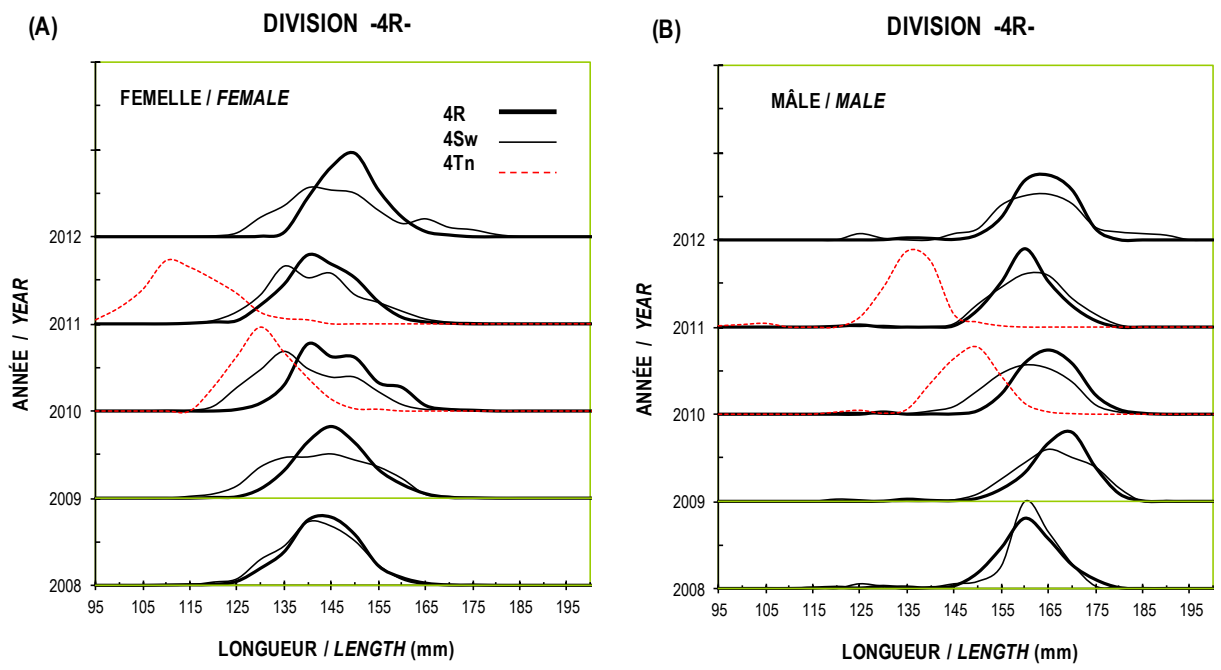 (A)
DIVISION -4R-
FEMELLE / FEMALE
4R
4Sw
4Tn
ANNÉE / YEAR
2012
2011
2010
2009
2008
95 105 115 125 135 145 155 165 175 185 195
LONGUEUR / LENGTH (mm)
(B)
DIVISION -4R-
MÂLE / MALE
ANNÉE / YEAR
2012
2011
2010
2009
2008
95 105 115 125 135 145 155 165 175 185 195
LONGUEUR / LENGTH (mm)